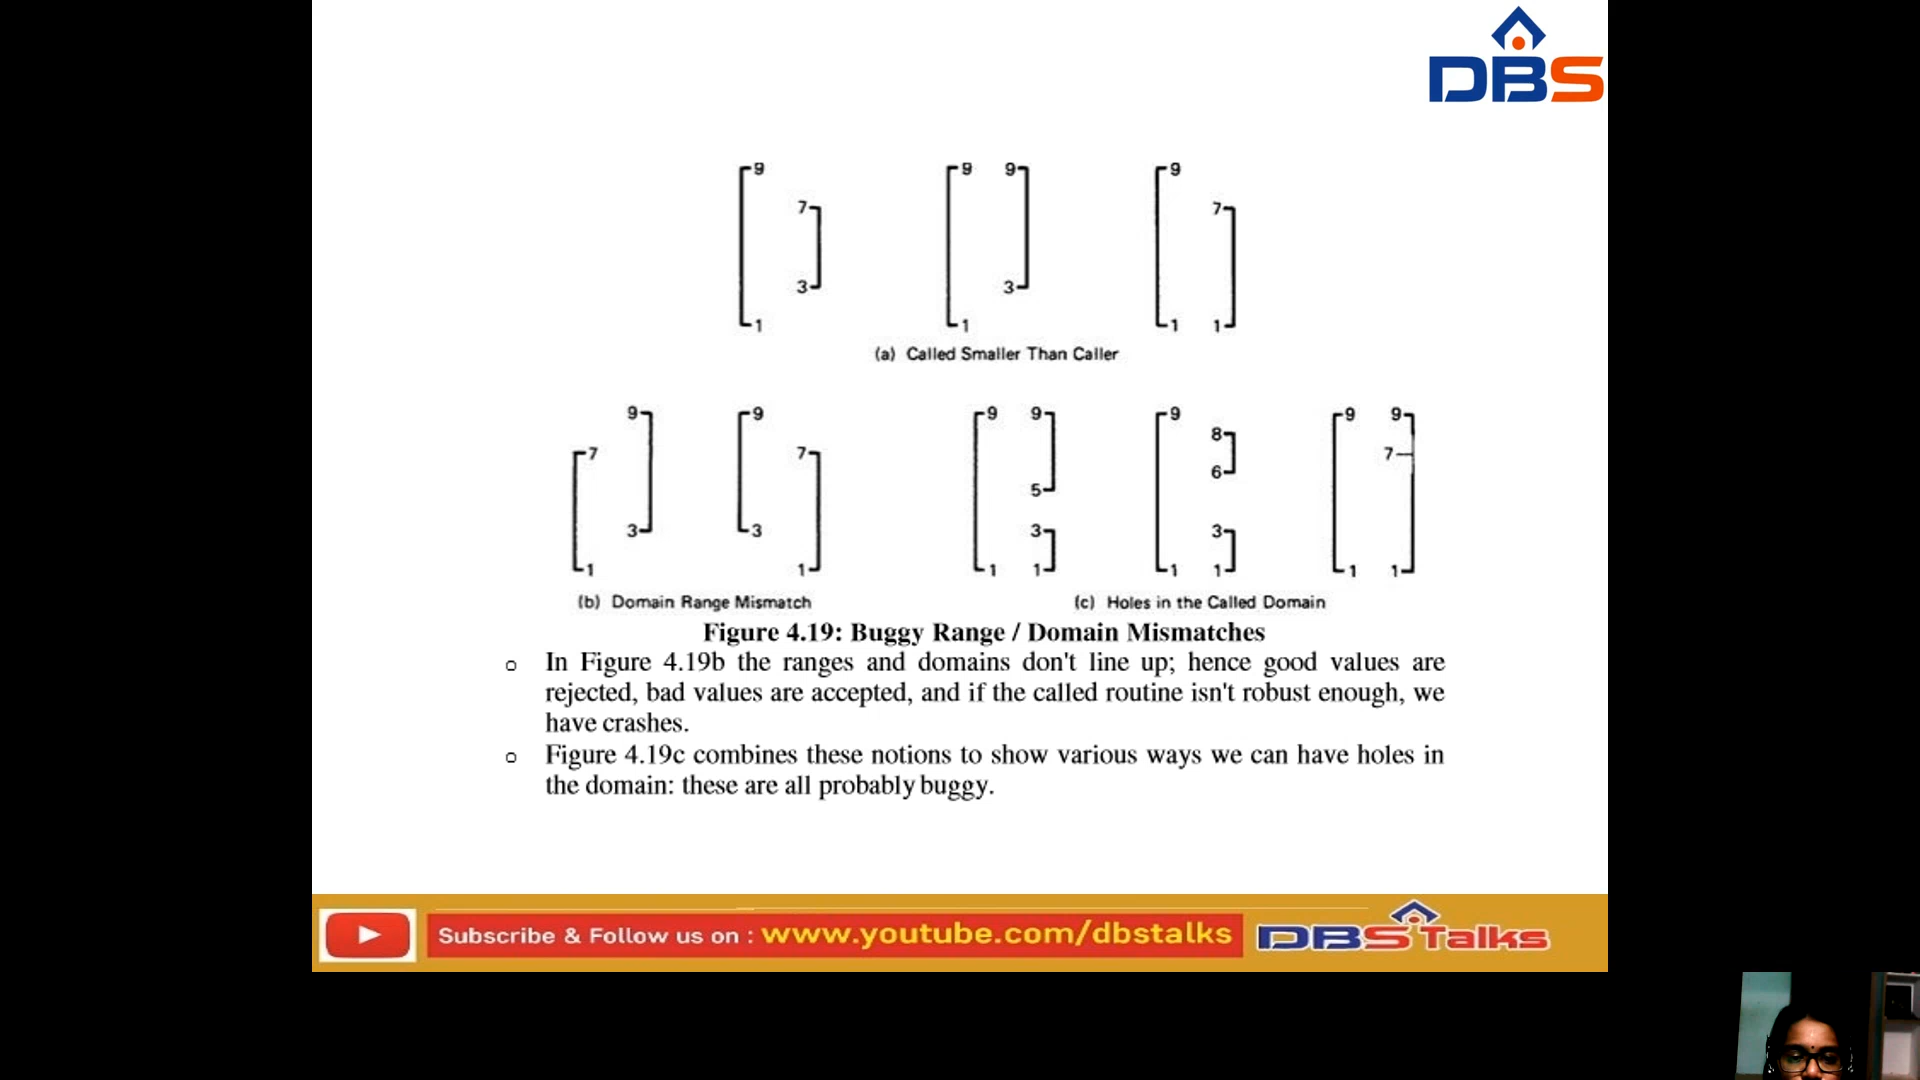 DBS
9 9 9 9
7 7
3 3
1 1 1 1
(a) Called Smaller Than Caller
9 9 9 9 9 9 9
7 7 8 7
6
5
3 3 3 3
1 1 1 1 1 1 1 1
(b) Domain Range Mismatch (c) Holes in the Called Domain
Figure 4.19: Buggy Range / Domain Mismatches
o In Figure 4.19b the ranges and domains don't line up; hence good values are
rejected, bad values are accepted, and if the called routine isn't robust enough, we
have crashes.
o Figure 4.19c combines these notions to show various ways we can have holes in
the domain: these are all probably buggy.
Subscribe & Follow us on : www.youtube.com/dbstalks DBS Talks